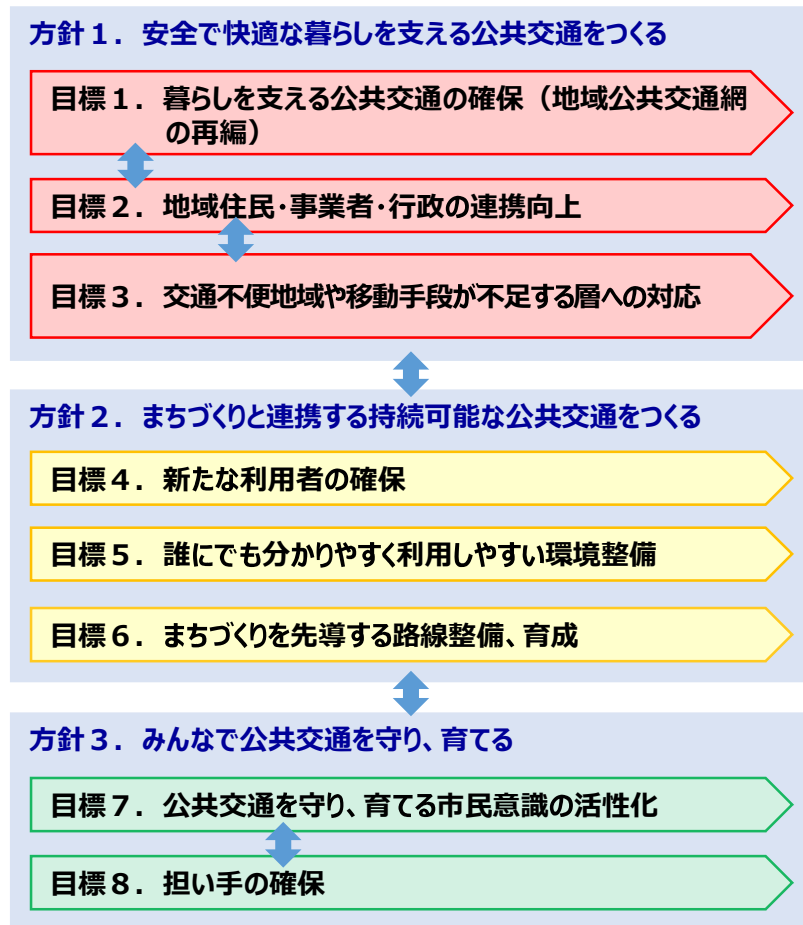 方針１．安全で快適な暮らしを支える公共交通をつくる
目標１．暮らしを支える公共交通の確保（地域公共交通網
の再編）
目標２．地域住民･事業者･行政の連携向上
目標３．交通不便地域や移動手段が不足する層への対応
方針２．まちづくりと連携する持続可能な公共交通をつくる
目標４．新たな利用者の確保
目標５．誰にでも分かりやすく利用しやすい環境整備
目標６．まちづくりを先導する路線整備、育成
方針３．みんなで公共交通を守り、育てる
目標７．公共交通を守り、育てる市民意識の活性化
目標８．担い手の確保